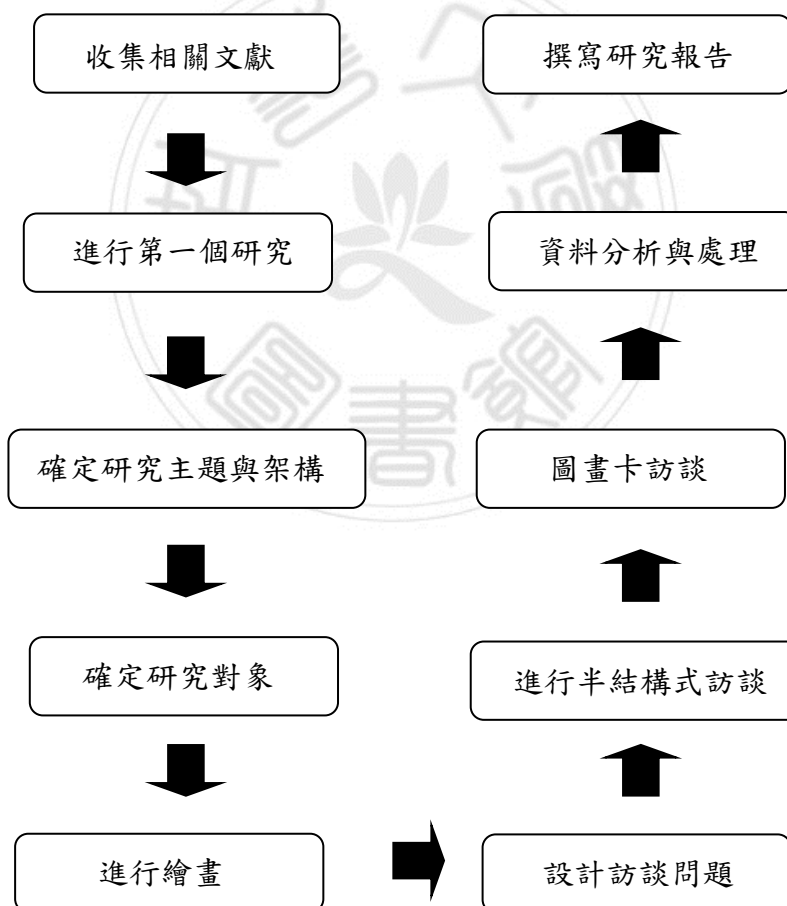 收集相關文獻
進行第一個研究
確定研究主題與架構
確定研究對象
進行繪畫
設計訪談問題
進行半結構式訪談
圖畫卡訪談
資料分析與處理
撰寫研究報告